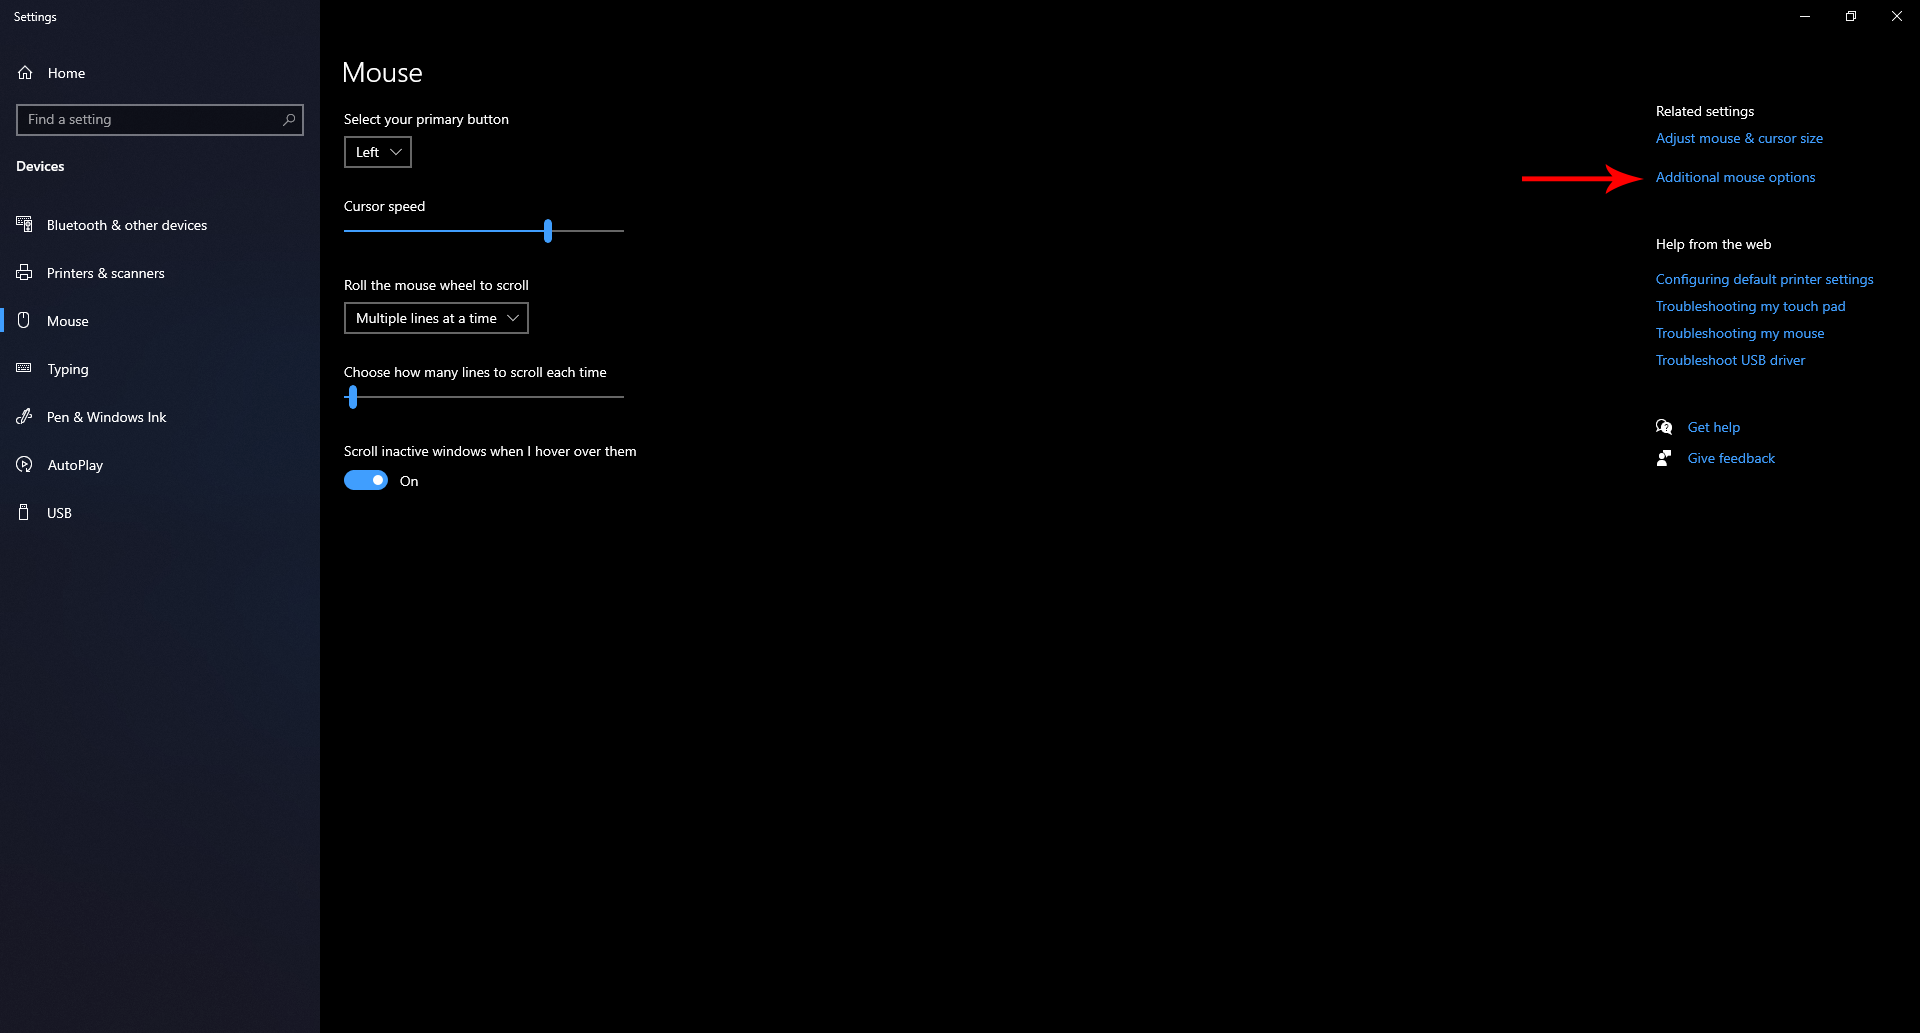 Settings
Home
Find a setting
Devices
Bluetooth & other devices
Printers & scanners
Mouse
Typing
Pen & Windows Ink
AutoPlay
USB
Mouse
Select your primary button
Left
Cursor speed
Roll the mouse wheel to scroll
Multiple lines at a time
Choose how many lines to scroll each time
Scroll inactive windows when I hover over them
On
Related settings
Adjust mouse & cursor size
Additional mouse options
Help from the web
Configuring default printer settings
Troubleshooting my touch pad
Troubleshooting my mouse
Troubleshoot USB driver
Get help
Give feedback